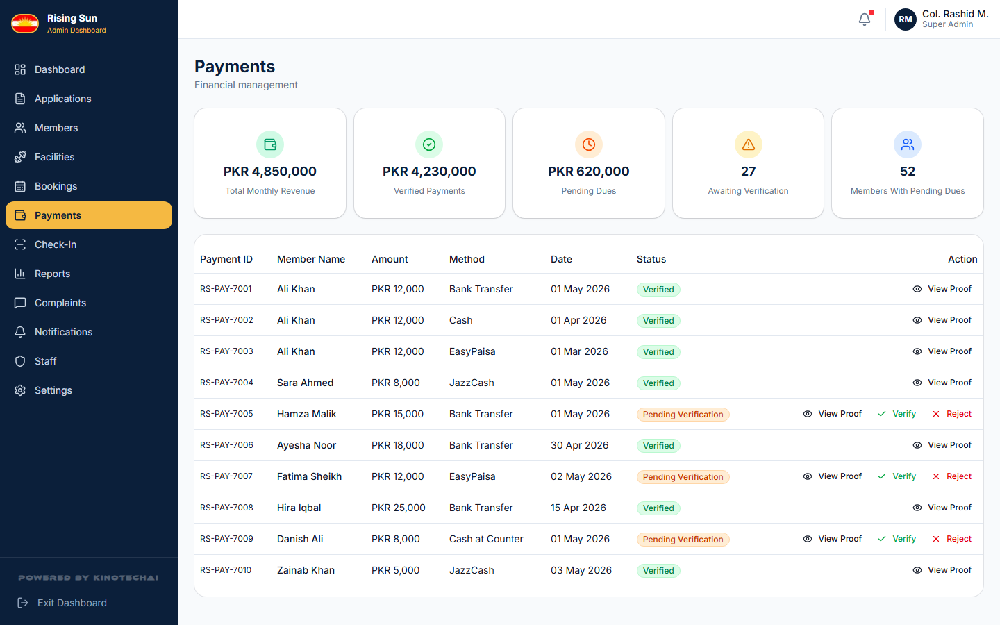 Rising Sun
Admin Dashboard
Dashboard
Applications
Members
Facilities
Bookings
Payments
Check-In
Reports
Complaints
Notifications
Staff
Settings
POWERED BY KINOTECHAI
Exit Dashboard
RM
Col. Rashid M.
Super Admin
Payments
Financial management
PKR 4,850,000
Total Monthly Revenue
PKR 4,230,000
Verified Payments
PKR 620,000
Pending Dues
27
Awaiting Verification
52
Members With Pending Dues
Payment ID Member Name Amount Method Date Status Action
RS-PAY-7001 Ali Khan PKR 12,000 Bank Transfer 01 May 2026 Verified View Proof
RS-PAY-7002 Ali Khan PKR 12,000 Cash 01 Apr 2026 Verified View Proof
RS-PAY-7003 Ali Khan PKR 12,000 EasyPaisa 01 Mar 2026 Verified View Proof
RS-PAY-7004 Sara Ahmed PKR 8,000 JazzCash 01 May 2026 Verified View Proof
RS-PAY-7005 Hamza Malik PKR 15,000 Bank Transfer 01 May 2026 Pending Verification View Proof Verify Reject
RS-PAY-7006 Ayesha Noor PKR 18,000 Bank Transfer 30 Apr 2026 Verified View Proof
RS-PAY-7007 Fatima Sheikh PKR 12,000 EasyPaisa 02 May 2026 Pending Verification View Proof Verify Reject
RS-PAY-7008 Hira Iqbal PKR 25,000 Bank Transfer 15 Apr 2026 Verified View Proof
RS-PAY-7009 Danish Ali PKR 8,000 Cash at Counter 01 May 2026 Pending Verification View Proof Verify Reject
RS-PAY-7010 Zainab Khan PKR 5,000 JazzCash 03 May 2026 Verified View Proof